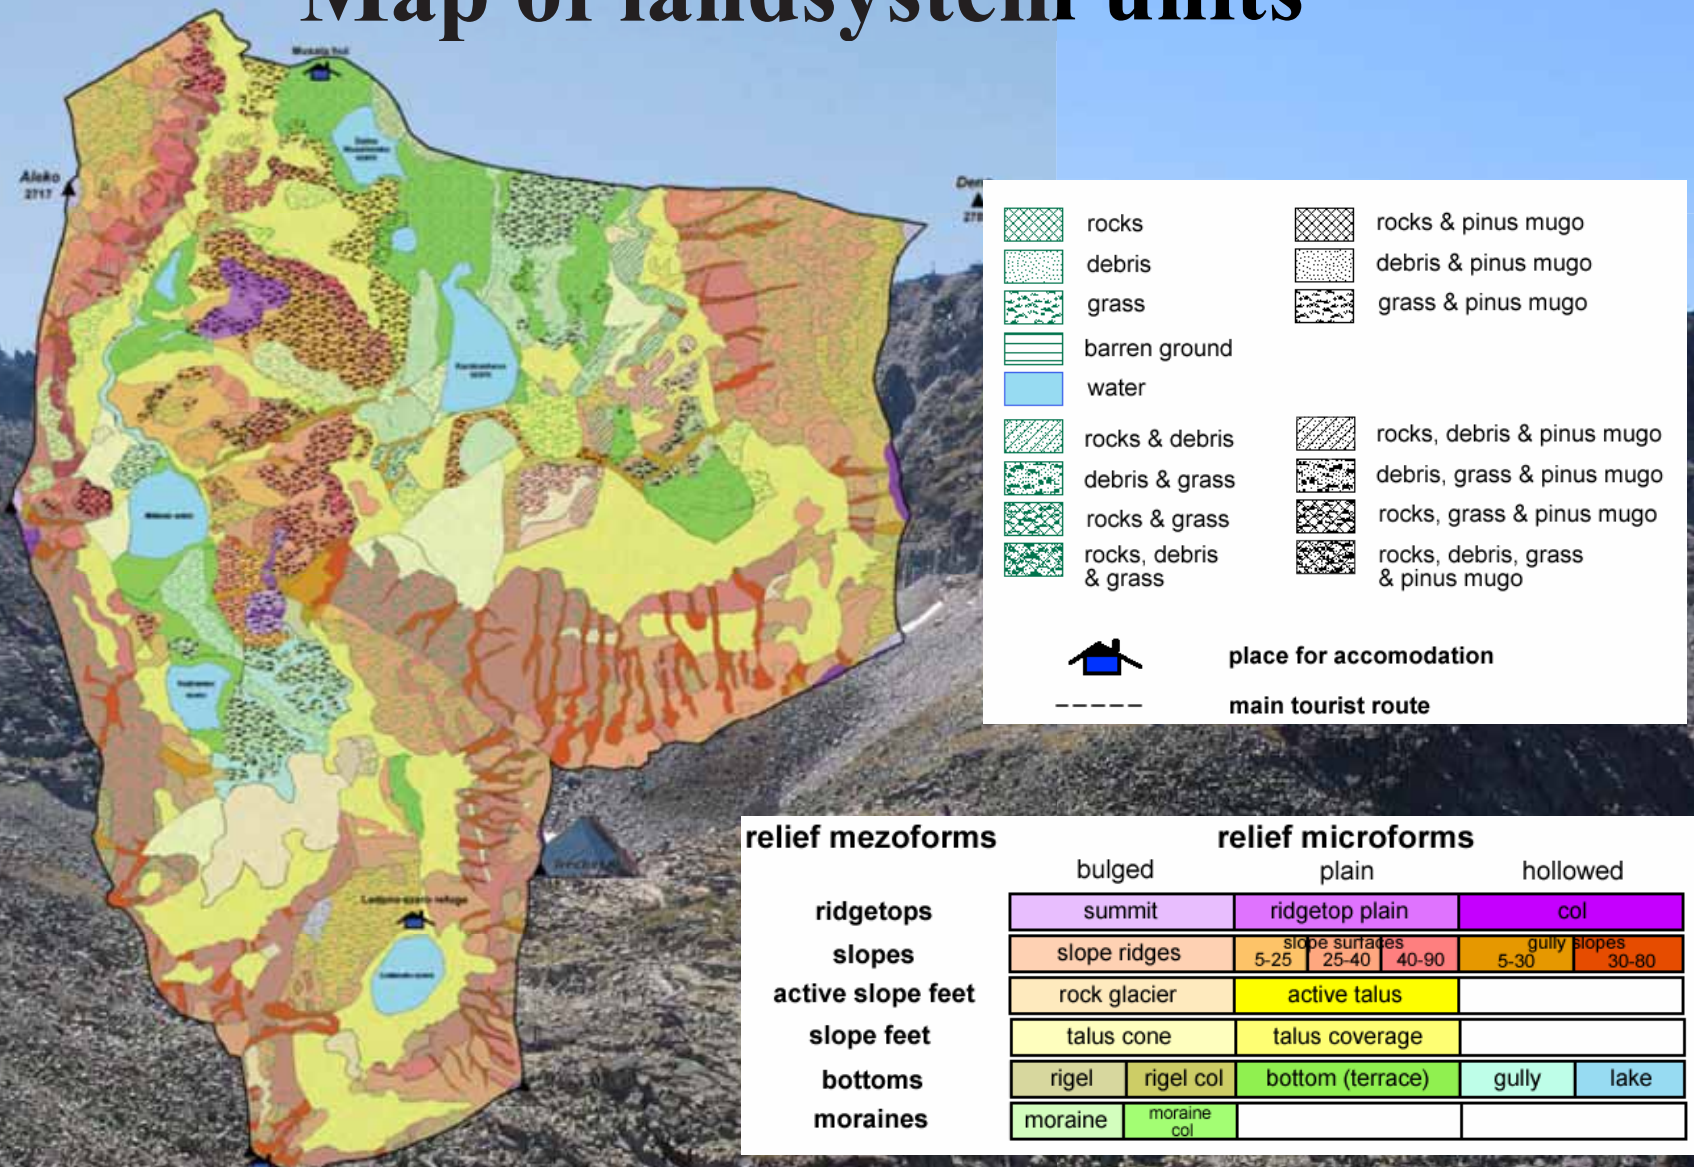 Map of landsystem units
Musala hut
Aleko
2717
rocks
debris
grass
barren ground
water
rocks & debris
debris & grass
rocks & grass
rocks, debris
& grass
rocks & pinus mugo
debris & pinus mugo
grass & pinus mugo
rocks, debris & pinus mugo
debris, grass & pinus mugo
rocks, grass & pinus mugo
rocks, debris, grass
& pinus mugo
place for accomodation
main tourist route
relief mezoforms relief microforms
bulged plain hollowed
ridgetops summit ridgetop plain col
slopes slope ridges slope surfaces 5-25 25-40 40-90 gully slopes 5-30 30-80
active slope feet rock glacier active talus
slope feet talus cone talus coverage
bottoms rigel rigel col bottom (terrace) gully lake
moraines moraine moraine col